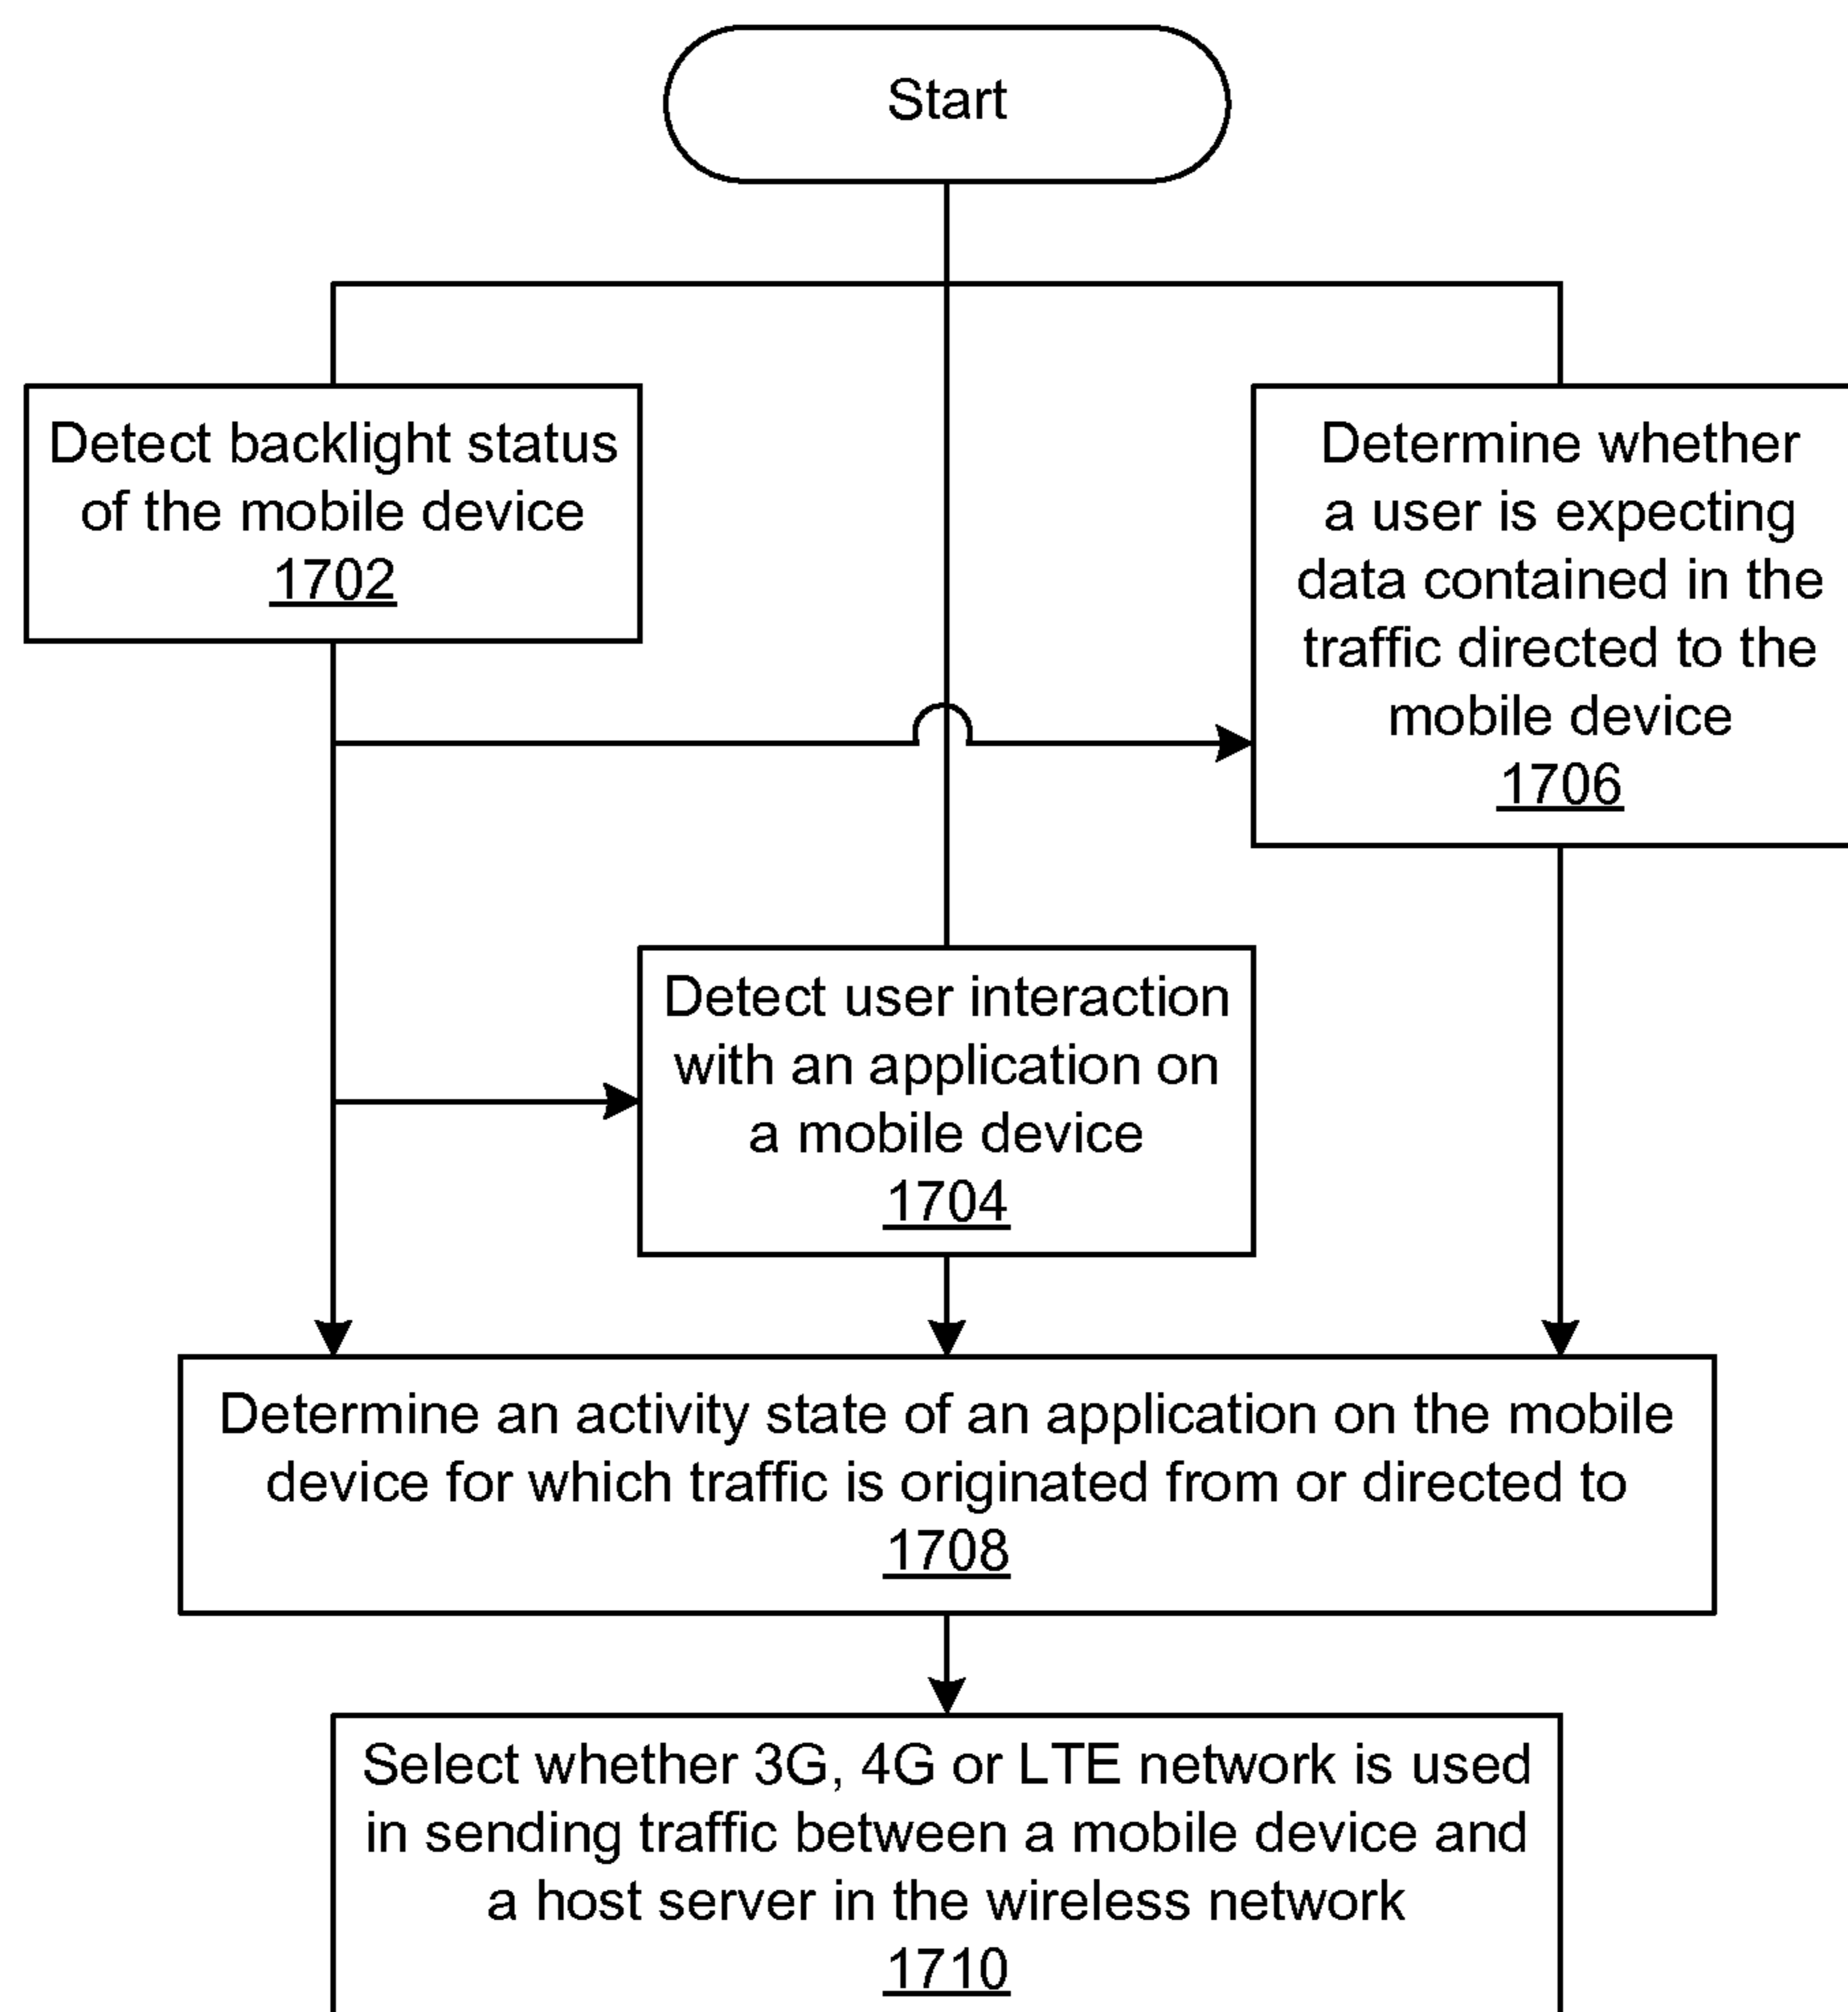 Start
Detect backlight status
of the mobile device
1702
Determine whether
a user is expecting
data contained in the
traffic directed to the
mobile device
1706
Detect user interaction
with an application on
a mobile device
1704
Determine an activity state of an application on the mobile
device for which traffic is originated from or directed to
1708
Select whether 3G, 4G or LTE network is used
in sending traffic between a mobile device and
a host server in the wireless network
1710